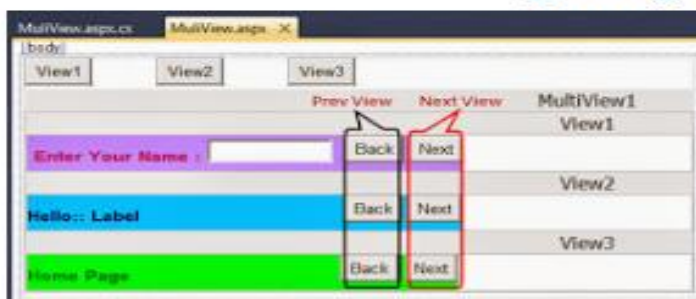 MuliView.aspx.cs MuliView.aspx ×
(body)
View1 View2 View3
Prev View Next View MultiView1
View1
Enter Your Name : Back Next
View2
Hello:: Label Back Next
View3
Home Page Back Next